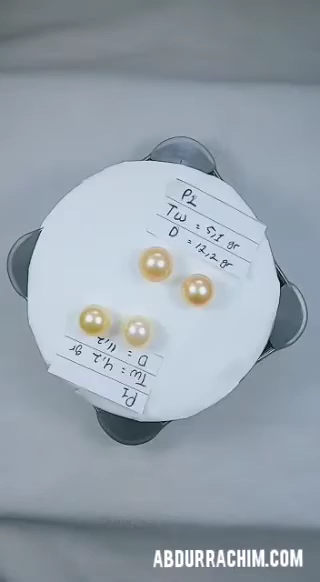 P2
TW = 5,1 gr
D = 12,2 gr
P1
TW = 4,2 gr
D = 11,2
ABDURRACHIM.COM